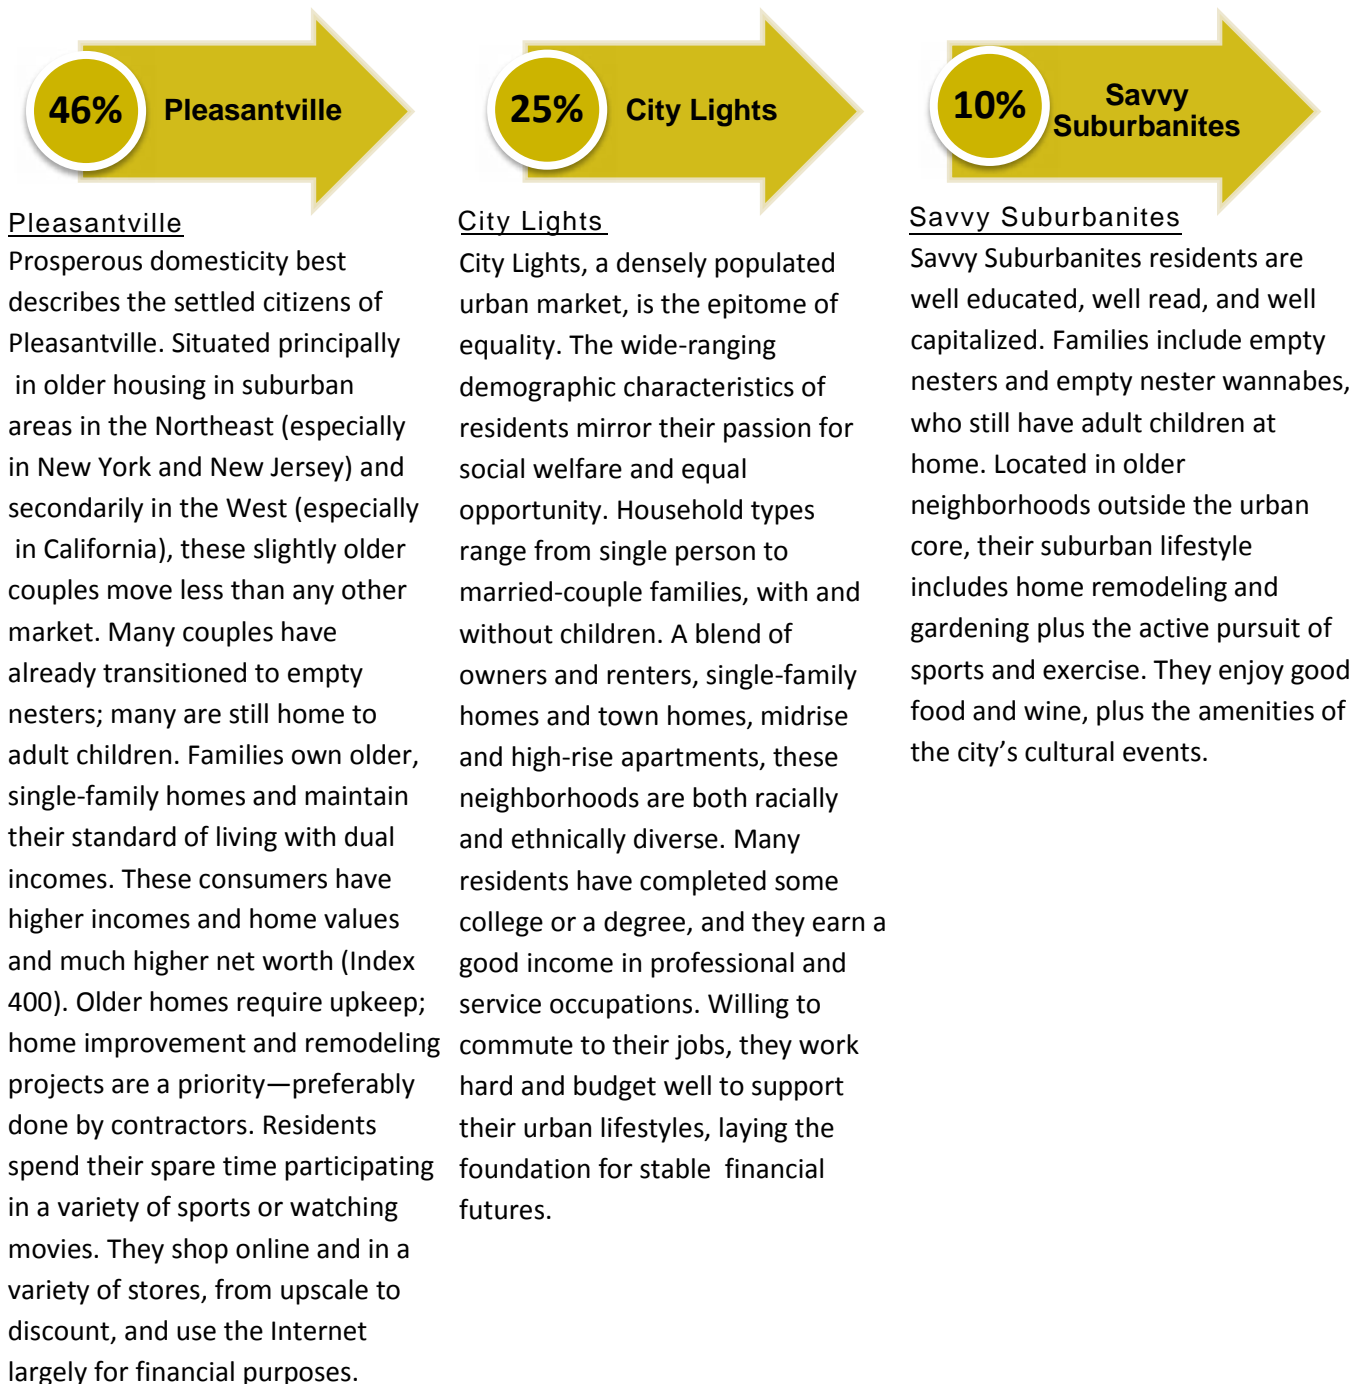 46%
Pleasantville
25%
City Lights
10%
Savvy
Suburbanites
Pleasantville
Prosperous domesticity best
describes the settled citizens of
Pleasantville. Situated principally
in older housing in suburban
areas in the Northeast (especially
in New York and New Jersey) and
secondarily in the West (especially
in California), these slightly older
couples move less than any other
market. Many couples have
already transitioned to empty
nesters; many are still home to
adult children. Families own older,
single-family homes and maintain
their standard of living with dual
incomes. These consumers have
higher incomes and home values
and much higher net worth (Index
400). Older homes require upkeep;
home improvement and remodeling
projects are a priority—preferably
done by contractors. Residents
spend their spare time participating
in a variety of sports or watching
movies. They shop online and in a
variety of stores, from upscale to
discount, and use the Internet
largely for financial purposes.
City Lights
City Lights, a densely populated
urban market, is the epitome of
equality. The wide-ranging
demographic characteristics of
residents mirror their passion for
social welfare and equal
opportunity. Household types
range from single person to
married-couple families, with and
without children. A blend of
owners and renters, single-family
homes and town homes, midrise
and high-rise apartments, these
neighborhoods are both racially
and ethnically diverse. Many
residents have completed some
college or a degree, and they earn a
good income in professional and
service occupations. Willing to
commute to their jobs, they work
hard and budget well to support
their urban lifestyles, laying the
foundation for stable financial
futures.
Savvy Suburbanites
Savvy Suburbanites residents are
well educated, well read, and well
capitalized. Families include empty
nesters and empty nester wannabes,
who still have adult children at
home. Located in older
neighborhoods outside the urban
core, their suburban lifestyle
includes home remodeling and
gardening plus the active pursuit of
sports and exercise. They enjoy good
food and wine, plus the amenities of
the city’s cultural events.